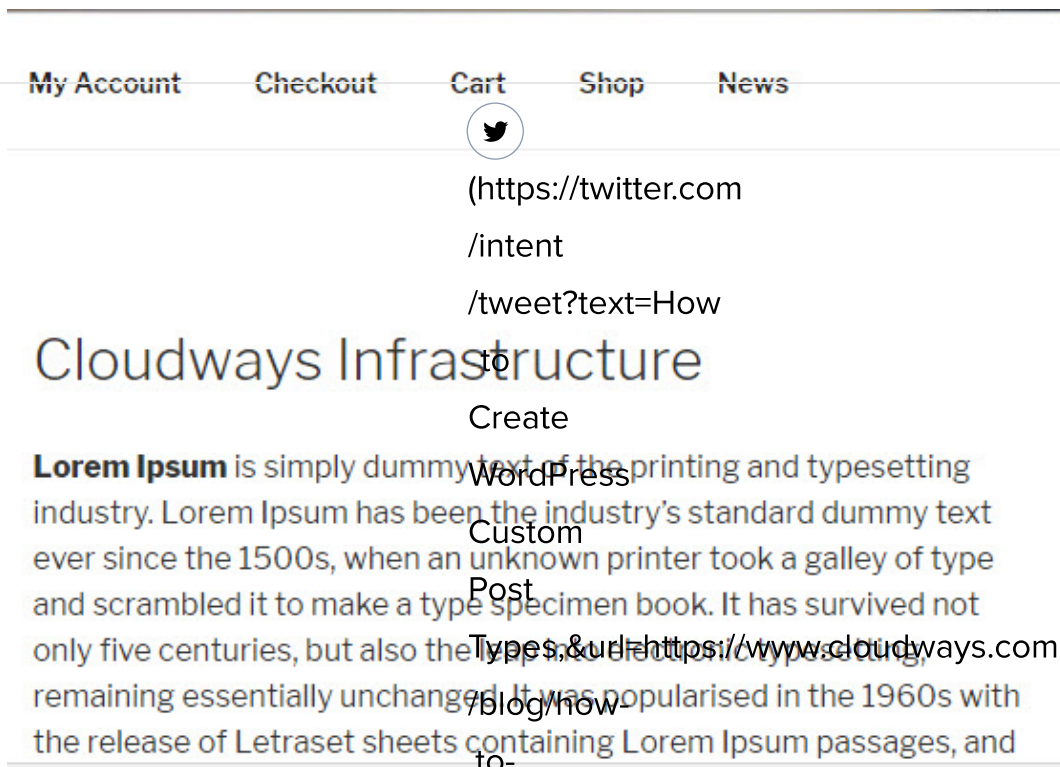 My Account Checkout Cart Shop News
(https://twitter.com
/intent
/tweet?text=How
to
Cloudways Infrastructure
Create
Lorem Ipsum is simply dummy text of the printing and typesetting
WordPress
industry. Lorem Ipsum has been the industry’s standard dummy text
Custom
ever since the 1500s, when an unknown printer took a galley of type
Post
and scrambled it to make a type specimen book. It has survived not
Types,&url=https://www.cloudways.com
only five centuries, but also the leap into electronic typesetting,
remaining essentially unchanged. It was popularised in the 1960s with
/blog/how-
the release of Letraset sheets containing Lorem Ipsum passages, and
to-